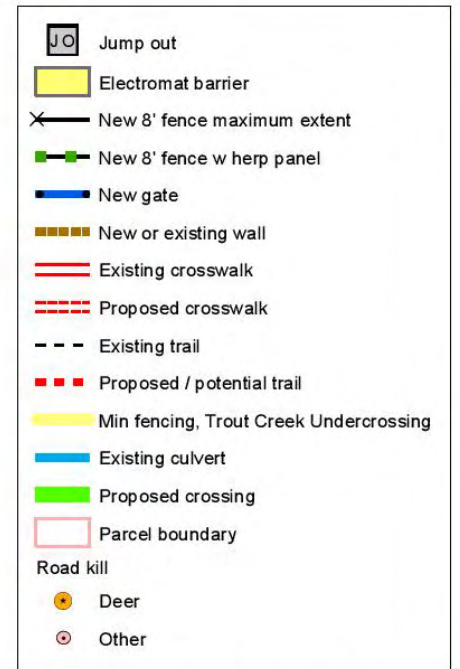 JO Jump out
Electromat barrier
New 8' fence maximum extent
New 8' fence w herp panel
New gate
New or existing wall
Existing crosswalk
Proposed crosswalk
Existing trail
Proposed / potential trail
Min fencing, Trout Creek Undercrossing
Existing culvert
Proposed crossing
Parcel boundary
Road kill
Deer
Other